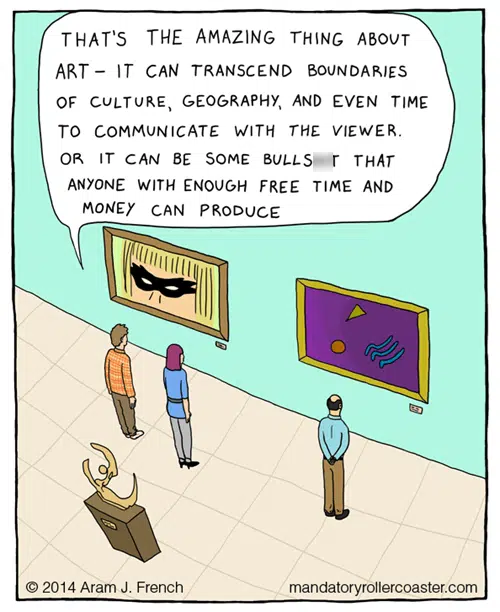 THAT'S THE AMAZING THING ABOUT
ART – IT CAN TRANSCEND BOUNDARIES
OF CULTURE, GEOGRAPHY, AND EVEN TIME
TO COMMUNICATE WITH THE VIEWER.
OR IT CAN BE SOME THAT
ANYONE WITH ENOUGH FREE TIME AND
MONEY CAN PRODUCE
© 2014 Aram J. French
mandatoryrollercoaster.com